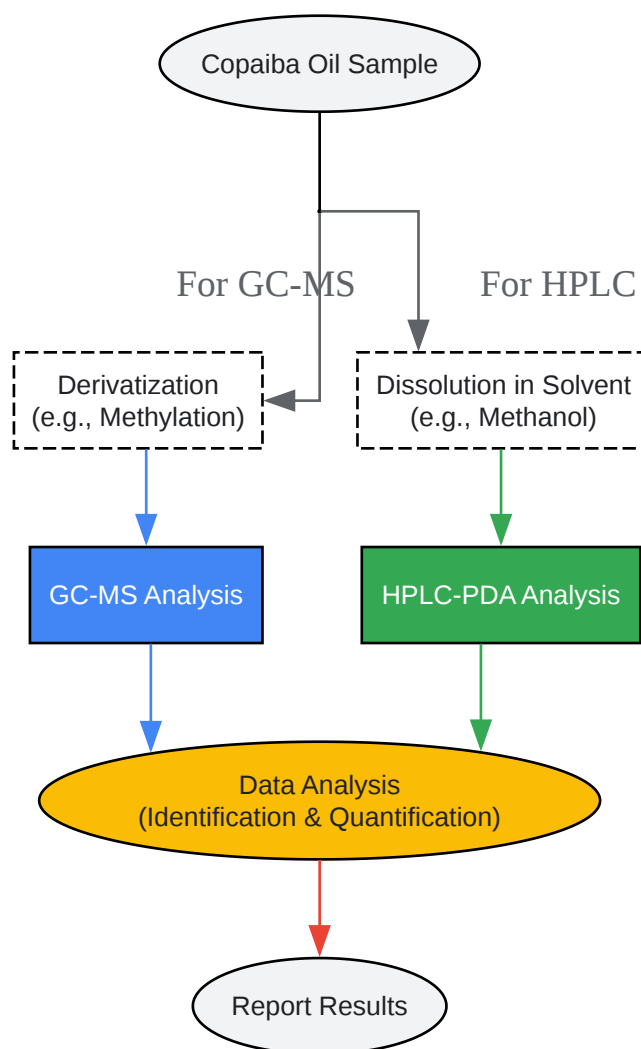 Copaiba Oil Sample
For GC-MS
For HPLC
Derivatization
(e.g., Methylation)
Dissolution in Solvent
(e.g., Methanol)
GC-MS Analysis
HPLC-PDA Analysis
Data Analysis
(Identification & Quantification)
Report Results